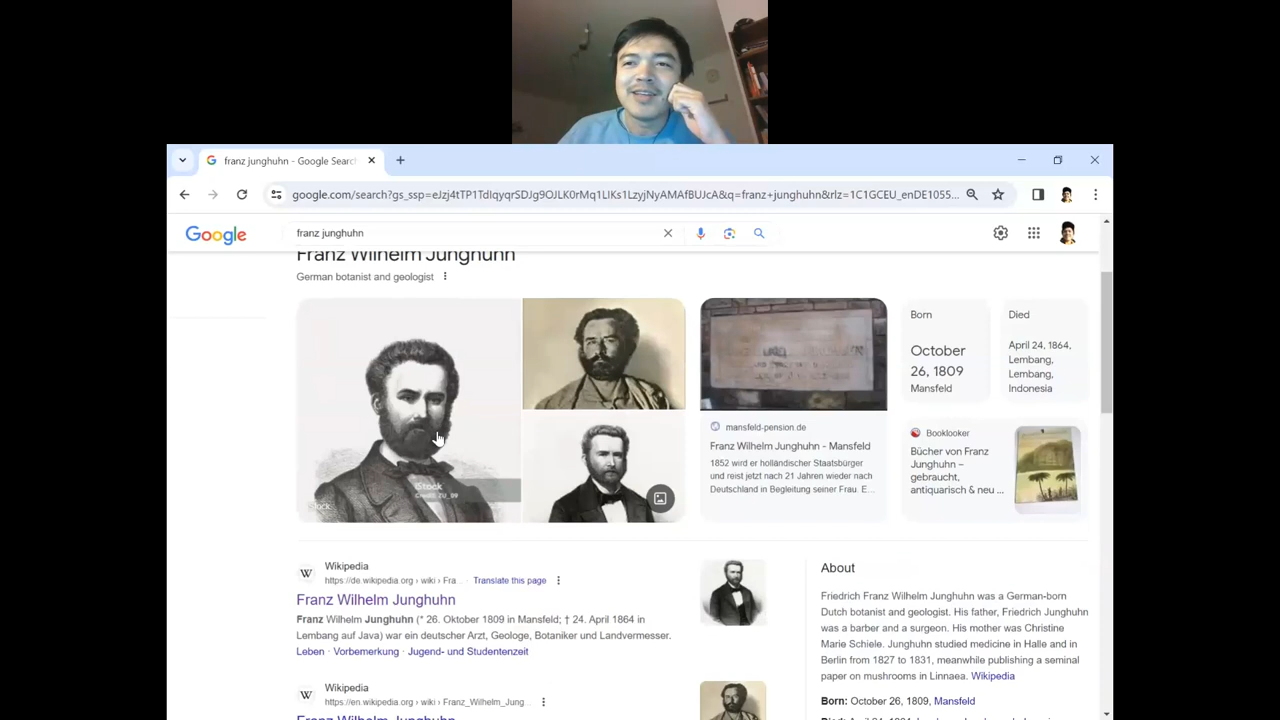 franz junghuhn - Google Searc
google.com/search?gs_ssp=eJzj4tTP1TdIqyqrSDJg9OJLK0rMq1LIKs1LzyjNyAMAfBUJcA&q=franz+junghuhn&rlz=1C1GCEU_enDE1055...
Google
franz junghuhn
Franz Wilhelm Junghuhn
German botanist and geologist
iStock
iStock
mansfeld-pension.de
Franz Wilhelm Junghuhn - Mansfeld
1852 wird er holländischer Staatsbürger
und reist jetzt nach 21 Jahren wieder nach
Deutschland in Begleitung seiner Frau. E...
Born
October
26, 1809
Mansfeld
Died
April 24, 1864,
Lembang,
Lembang,
Indonesia
Booklooker
Bücher von Franz
Junghuhn –
gebraucht,
antiquarisch & neu ...
W
Wikipedia
https://de.wikipedia.org › wiki › Fra...
Translate this page
Franz Wilhelm Junghuhn
Franz Wilhelm Junghuhn (* 26. Oktober 1809 in Mansfeld; † 24. April 1864 in
Lembang auf Java) war ein deutscher Arzt, Geologe, Botaniker und Landvermesser.
Leben · Vorbemerkung · Jugend- und Studentenzeit
W
Wikipedia
https://en.wikipedia.org › wiki › Franz_Wilhelm_Jung...
Franz Wilhelm Junghuhn
About
Friedrich Franz Wilhelm Junghuhn was a German-born
Dutch botanist and geologist. His father, Friedrich Junghuhn
was a barber and a surgeon. His mother was Christine
Marie Schiele. Junghuhn studied medicine in Halle and in
Berlin from 1827 to 1831, meanwhile publishing a seminal
paper on mushrooms in Linnaea. Wikipedia
Born: October 26, 1809, Mansfeld